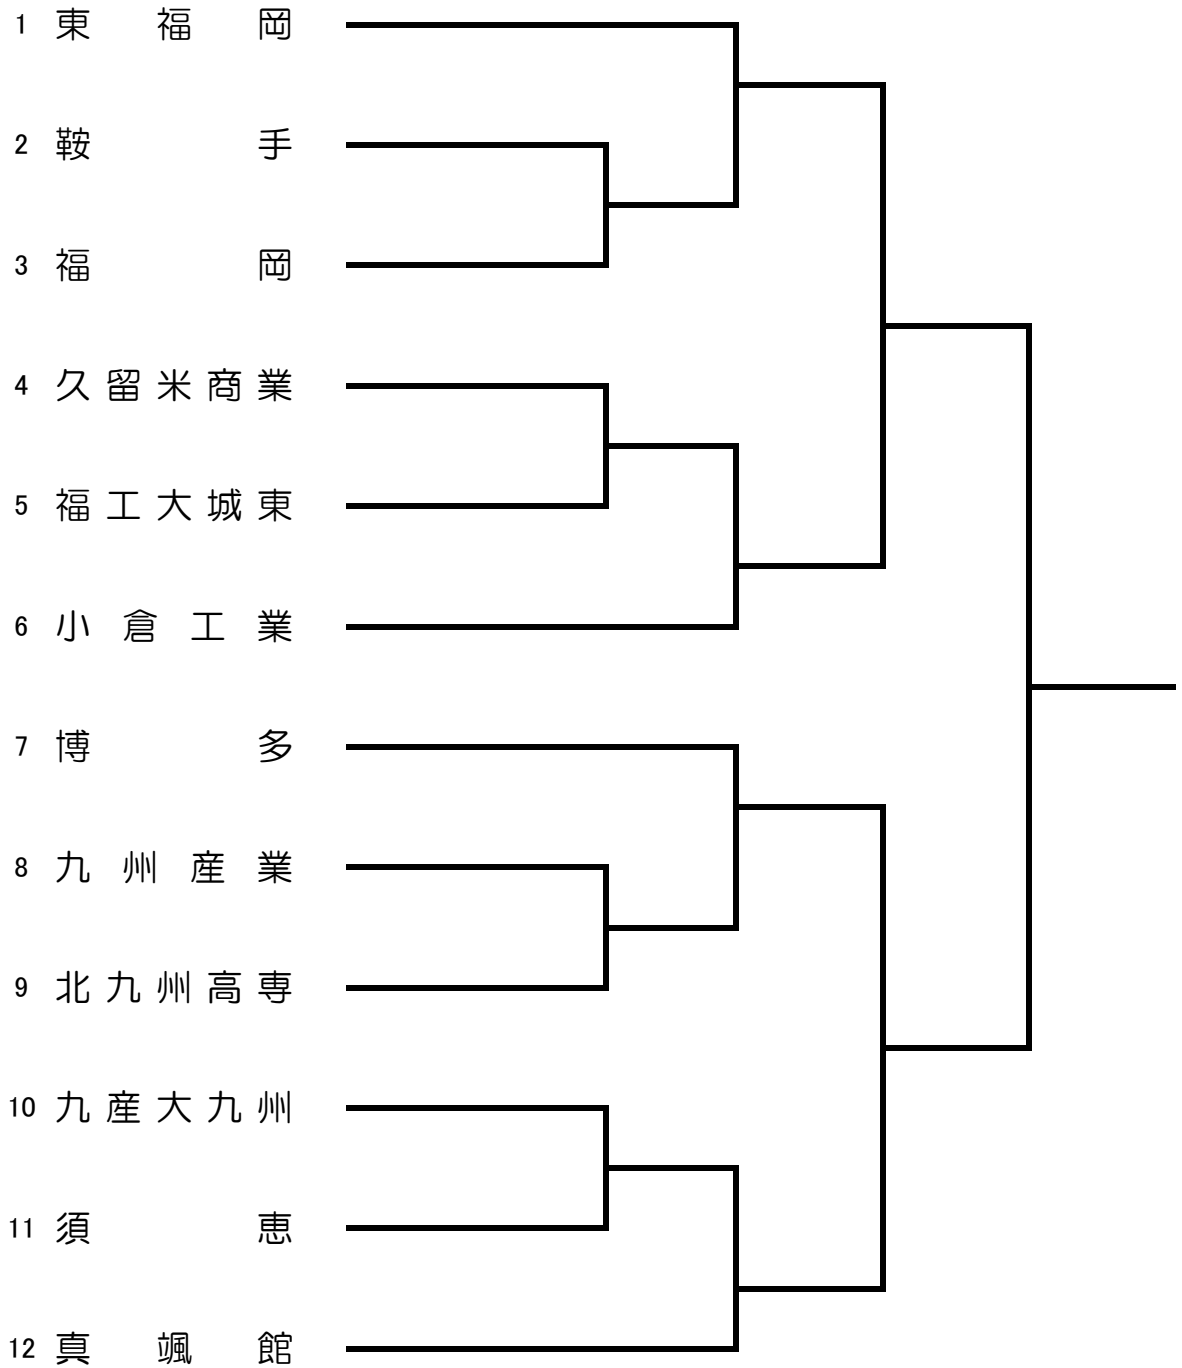 1 東福岡
2 鞍手
3 福岡
4 久留米商業
5 福工大城東
6 小倉工業
7 博多
8 九州産業
9 北九州高専
10 九産大九州
11 須恵
12 真颯館